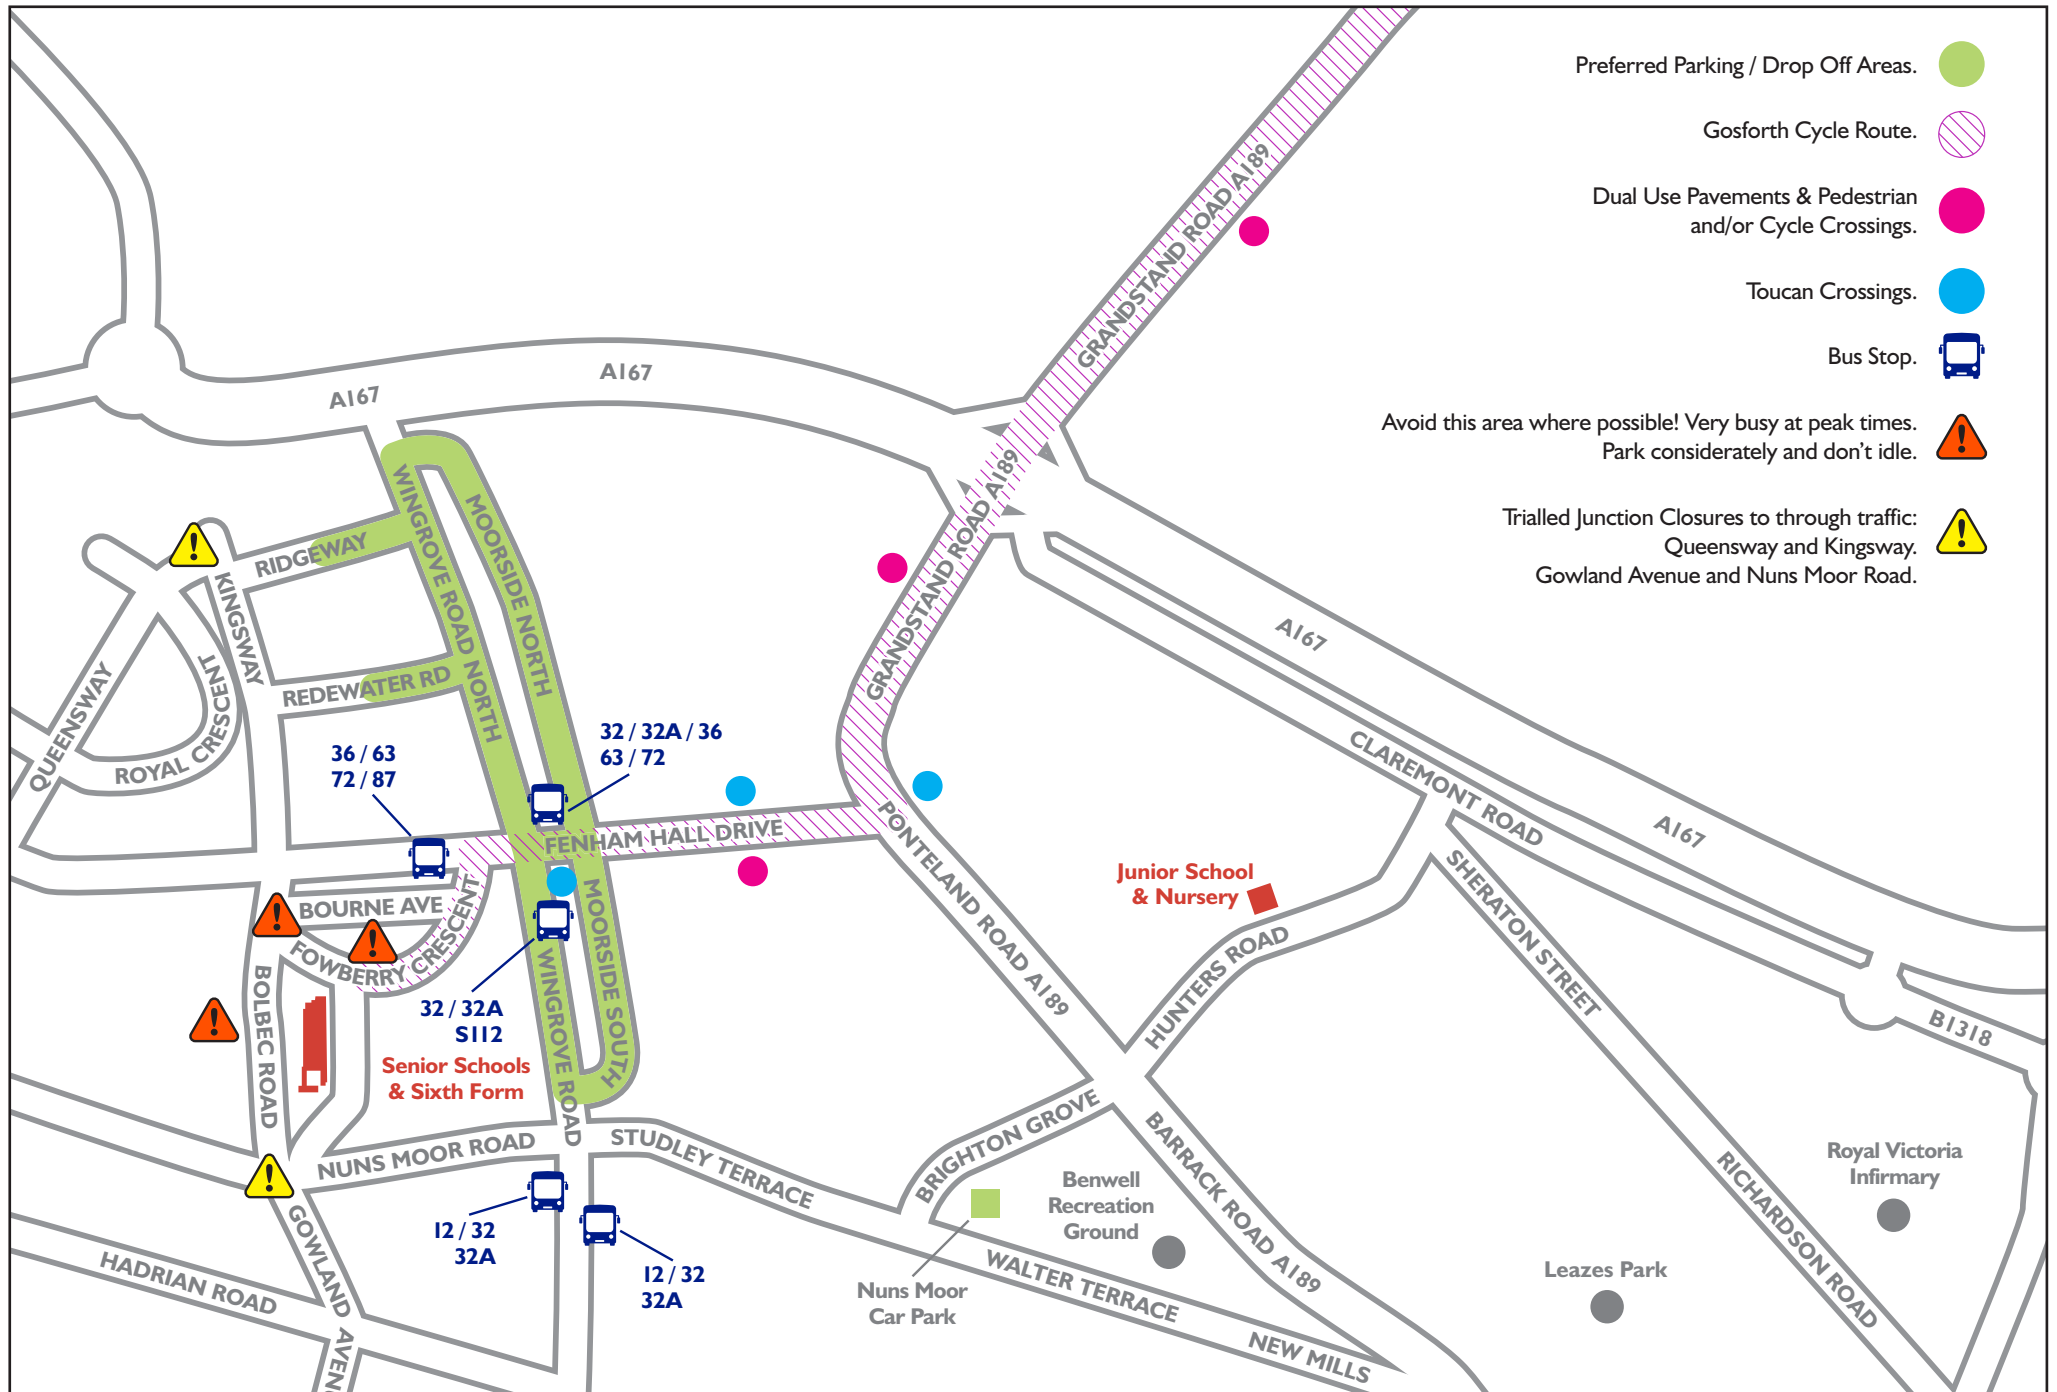 Preferred Parking / Drop Off Areas.
Gosforth Cycle Route.
Dual Use Pavements & Pedestrian
and/or Cycle Crossings.
Toucan Crossings.
Bus Stop.
Avoid this area where possible! Very busy at peak times.
Park considerately and don't idle.
Trialled Junction Closures to through traffic:
Queensway and Kingsway.
Gowland Avenue and Nuns Moor Road.
GRANDSTAND ROAD A189
A167
A167
GRANDSTAND ROAD A189
WINGROVE ROAD NORTH
MOORSIDE NORTH
RIDGEWAY
KINGSWAY
GRANDSTAND ROAD
A167
REDEWATER RD
QUEENSWAY
ROYAL CRESCENT
36 / 63
72 / 87
32 / 32A / 36
63 / 72
CLAREMONT ROAD
A167
FENHAM HALL DRIVE
PONTELAND ROAD A189
Junior School
& Nursery
SHERATON STREET
BOURNE AVE
FOWBERRY CRESCENT
MOORSIDE SOUTH
HUNTERS ROAD
BOLBEC ROAD
WINGROVE ROAD
32 / 32A
S112
B1318
Senior Schools
& Sixth Form
NUNS MOOR ROAD
STUDLEY TERRACE
BRIGHTON GROVE
BARRACK ROAD A189
Benwell
Recreation
Ground
RICHARDSON ROAD
Royal Victoria
Infirmary
12 / 32
32A
12 / 32
32A
GOWLAND AVEN
HADRIAN ROAD
Nuns Moor
Car Park
WALTER TERRACE
NEW MILLS
Leazes Park